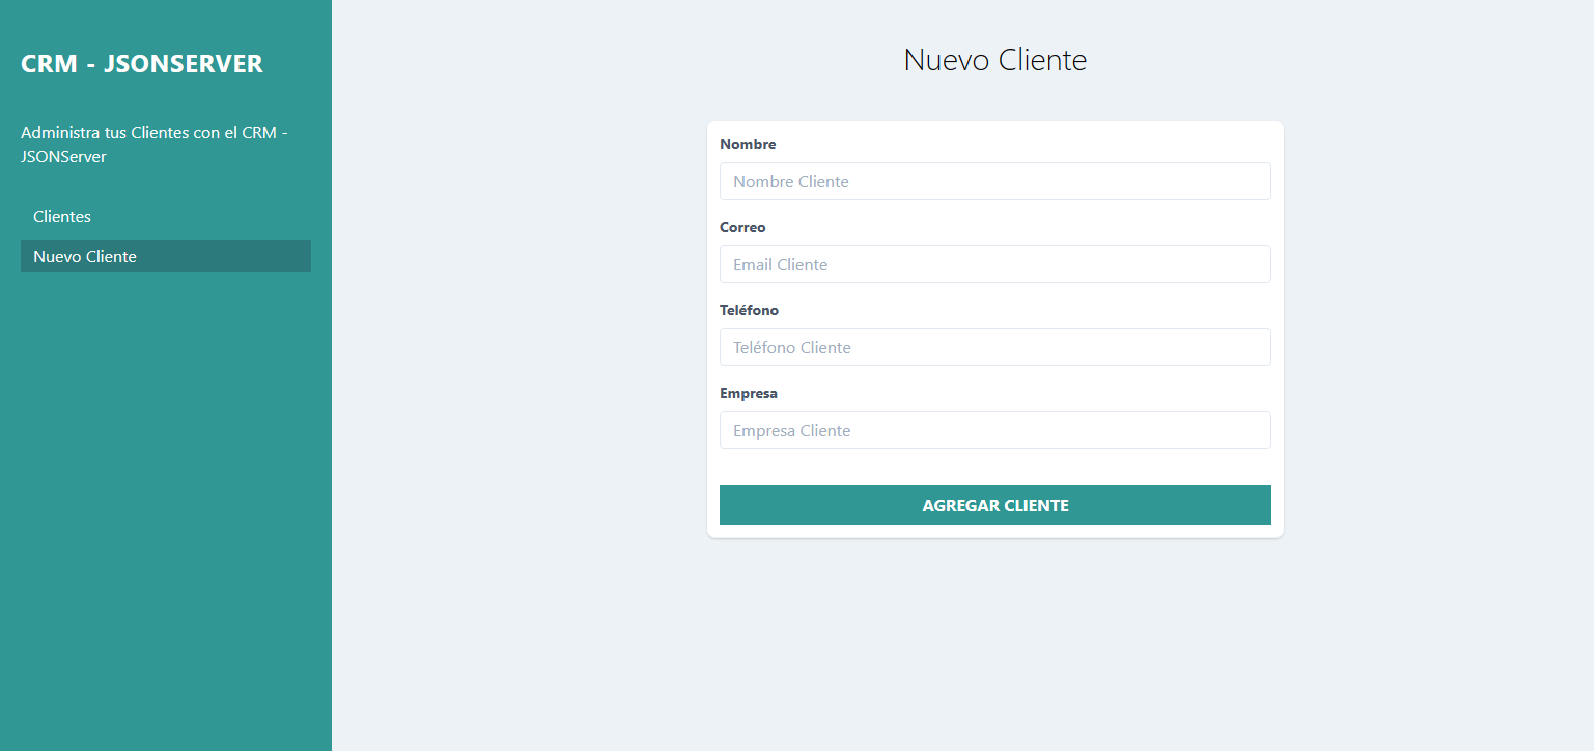 CRM - JSONSERVER
Administra tus Clientes con el CRM -
JSONServer
Clientes
Nuevo Cliente
Nuevo Cliente
Nombre
Nombre Cliente
Correo
Email Cliente
Teléfono
Teléfono Cliente
Empresa
Empresa Cliente
AGREGAR CLIENTE